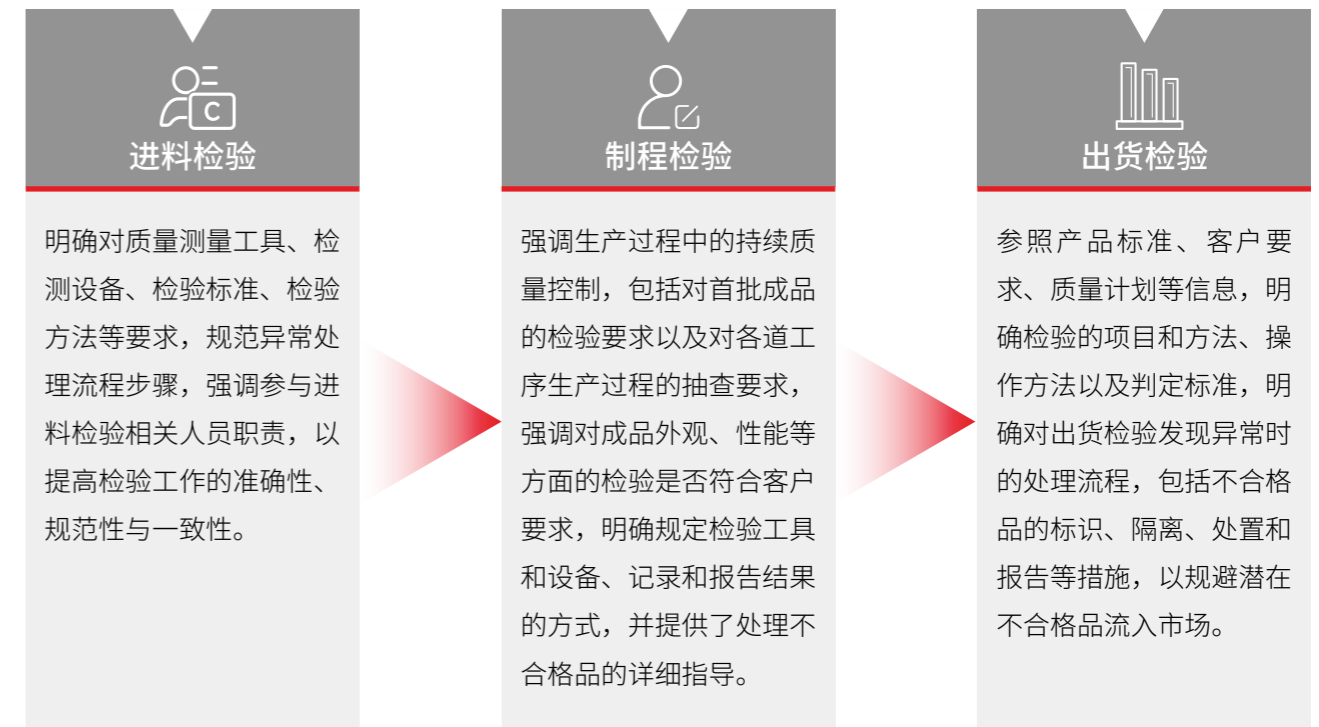 C
进料检验
明确对质量测量工具、检
测设备、检验标准、检验
方法等要求，规范异常处
理流程步骤，强调参与进
料检验相关人员职责，以
提高检验工作的准确性、
规范性与一致性。
制程检验
强调生产过程中的持续质
量控制，包括对首批成品
的检验要求以及对各道工
序生产过程的抽查要求，
强调对成品外观、性能等
方面的检验是否符合客户
要求，明确规定检验工具
和设备、记录和报告结果
的方式，并提供了处理不
合格品的详细指导。
出货检验
参照产品标准、客户要
求、质量计划等信息，明
确检验的项目和方法、操
作方法以及判定标准，明
确对出货检验发现异常时
的处理流程，包括不合格
品的标识、隔离、处置和
报告等措施，以规避潜在
不合格品流入市场。